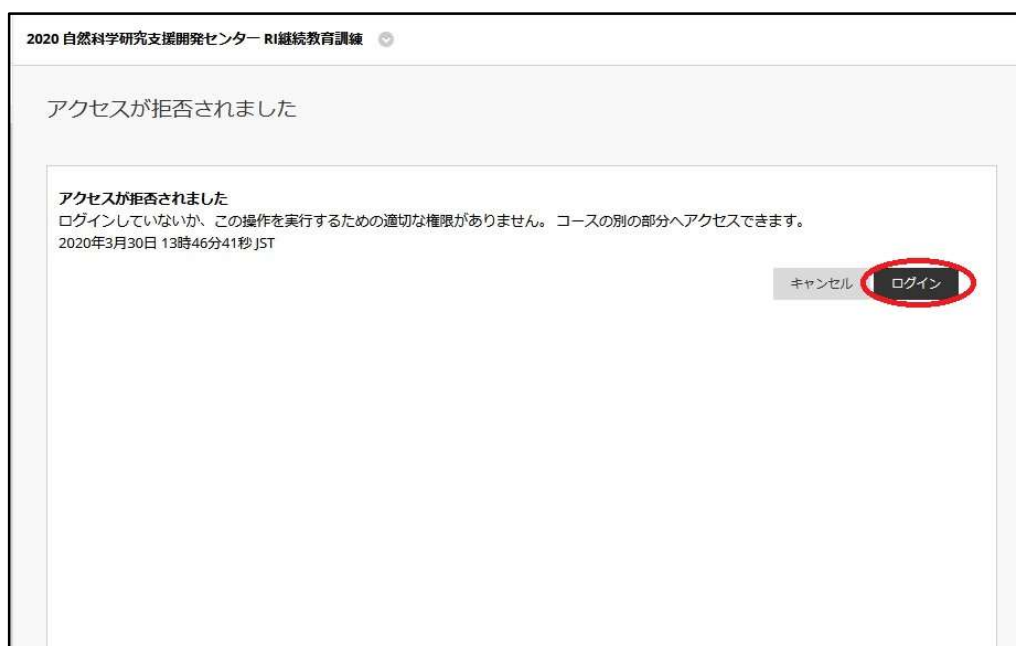 2020 自然科学研究支援開発センター RI継続教育訓練
アクセスが拒否されました
アクセスが拒否されました
ログインしていないか、この操作を実行するための適切な権限がありません。 コースの別の部分へアクセスできます。
2020年3月30日 13時46分41秒 JST
キャンセル ログイン